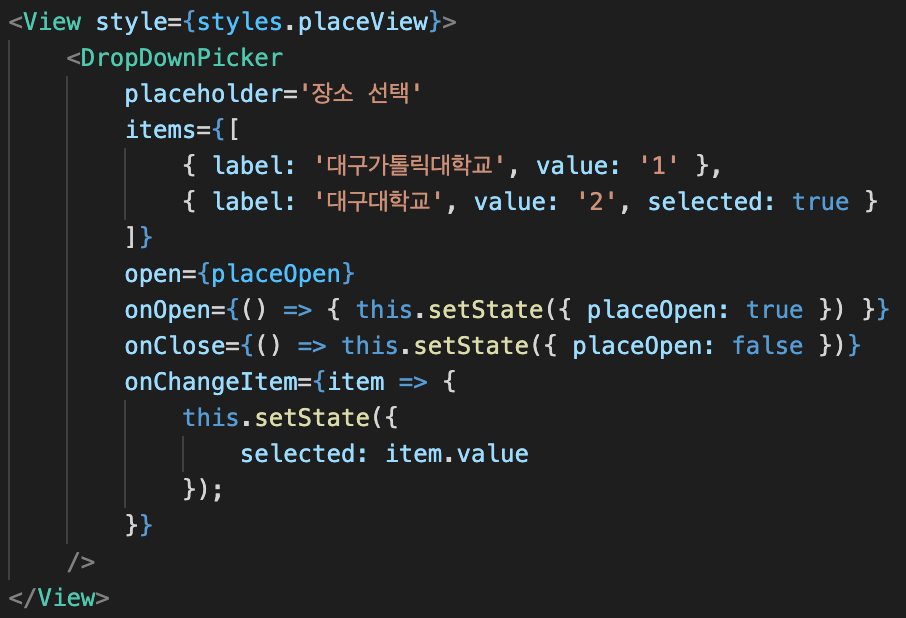 <View style={styles.placeView}>
    <DropDownPicker
        placeholder='장소 선택'
        items={[
            { label: '대구가톨릭대학교', value: '1' },
            { label: '대구대학교', value: '2', selected: true }
        ]}
        open={placeOpen}
        onOpen={() => { this.setState({ placeOpen: true }) }}
        onClose={() => this.setState({ placeOpen: false })}
        onChangeItem={item => {
            this.setState({
                selected: item.value
            });
        }}
    />
</View>